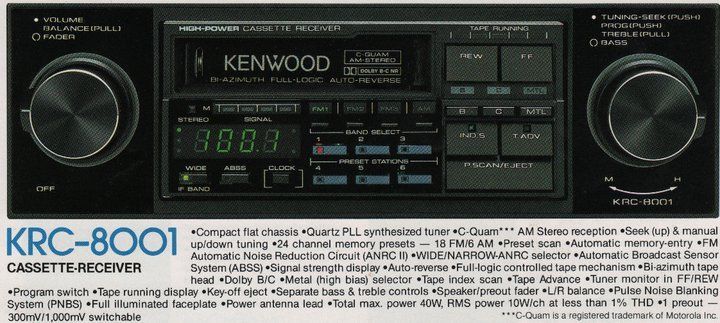 • VOLUME
BALANCE(PULL)
FADER
OFF
HIGH-POWER CASSETTE RECEIVER
KENWOOD
C-QUAM
AM-STEREO
DOLBY B-C NR
BI-AZIMUTH FULL-LOGIC AUTO-REVERSE
TAPE RUNNING
REW
FF
B
C
MTL
B
C
MTL
IND.S
T.ADV
P.SCAN/EJECT
M
STEREO
SIGNAL
100.1
FM1
FM2
FM3
AM
BAND SELECT
1 2 3
PRESET STATIONS
4 5 6
WIDE
ABSS
CLOCK
IF BAND
• TUNING-SEEK (PUSH)
PROG(PUSH)
TREBLE(PULL)
BASS
M H
KRC-8001
KRC-8001
CASSETTE-RECEIVER
•Compact flat chassis •Quartz PLL synthesized tuner •C-Quam*** AM Stereo reception •Seek (up) & manual
up/down tuning •24 channel memory presets — 18 FM/6 AM •Preset scan •Automatic memory-entry •FM
Automatic Noise Reduction Circuit (ANRC II) •WIDE/NARROW-ANRC selector •Automatic Broadcast Sensor
System (ABSS) •Signal strength display •Auto-reverse •Full-logic controlled tape mechanism •Bi-azimuth tape
head •Dolby B/C •Metal (high bias) selector •Tape index scan •Tape Advance •Tuner monitor in FF/REW
•Program switch •Tape running display •Key-off eject •Separate bass & treble controls •Speaker/preout fader •L/R balance •Pulse Noise Blanking
System (PNBS) •Full illuminated faceplate •Power antenna lead •Total max. power 40W, RMS power 10W/ch at less than 1% THD •1 preout —
300mV/1,000mV switchable
***C-Quam is a registered trademark of Motorola Inc.